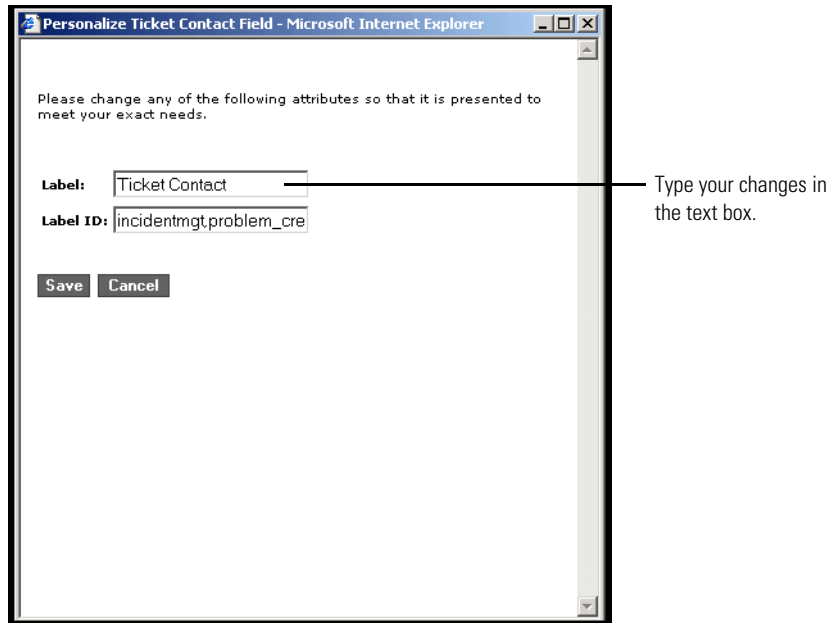 Personalize Ticket Contact Field - Microsoft Internet Explorer
Please change any of the following attributes so that it is presented to
meet your exact needs.
Label: Ticket Contact
Label ID: incidentmgt.problem_cre
Save Cancel
Type your changes in
the text box.